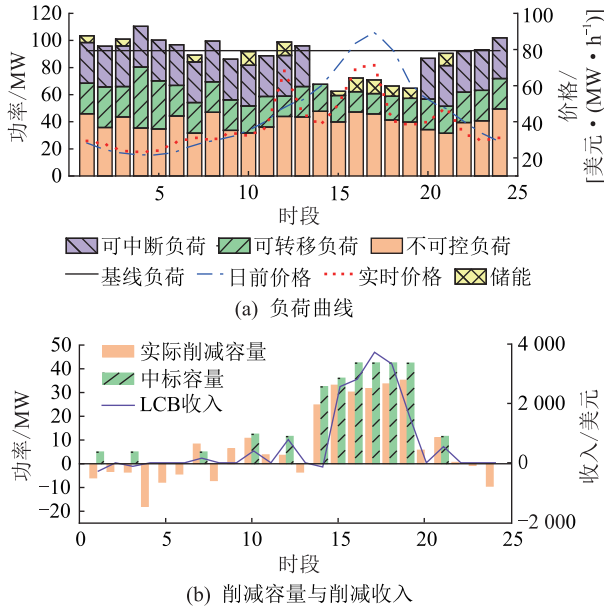 120
100
80
60
40
20
0
功率/MW
100
80
60
40
20
价格/
[美元·(MW·h)⁻¹]
5
10
15
20
25
时段
可中断负荷
可转移负荷
不可控负荷
基线负荷
日前价格
实时价格
储能
(a) 负荷曲线
50
40
30
20
10
0
−10
−20
功率/MW
实际削减容量
中标容量
LCB收入
4 000
2 000
0
−2 000
收入/美元
0
5
10
15
20
25
时段
(b) 削减容量与削减收入